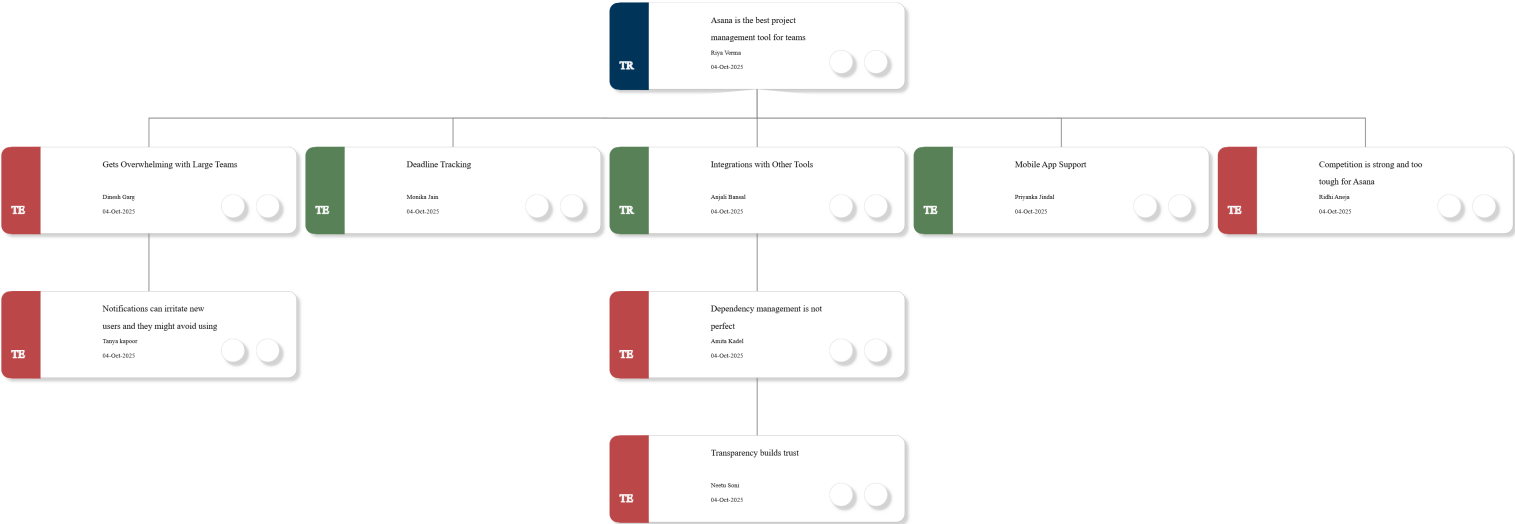 Asana is the best project
management tool for teams
Riya Verma
TR
04-Oct-2025
Gets Overwhelming with Large Teams
Dinesh Garg
TE
04-Oct-2025
Deadline Tracking
Monika Jain
TE
04-Oct-2025
Integrations with Other Tools
Anjali Bansal
TR
04-Oct-2025
Mobile App Support
Priyanka Jindal
TE
04-Oct-2025
Competition is strong and too
tough for Asana
Ridhi Aneja
TE
04-Oct-2025
Notifications can irritate new
users and they might avoid using
Tanya kapoor
TE
04-Oct-2025
Dependency management is not
perfect
Amita Kadel
TE
04-Oct-2025
Transparency builds trust
Neetu Soni
TE
04-Oct-2025